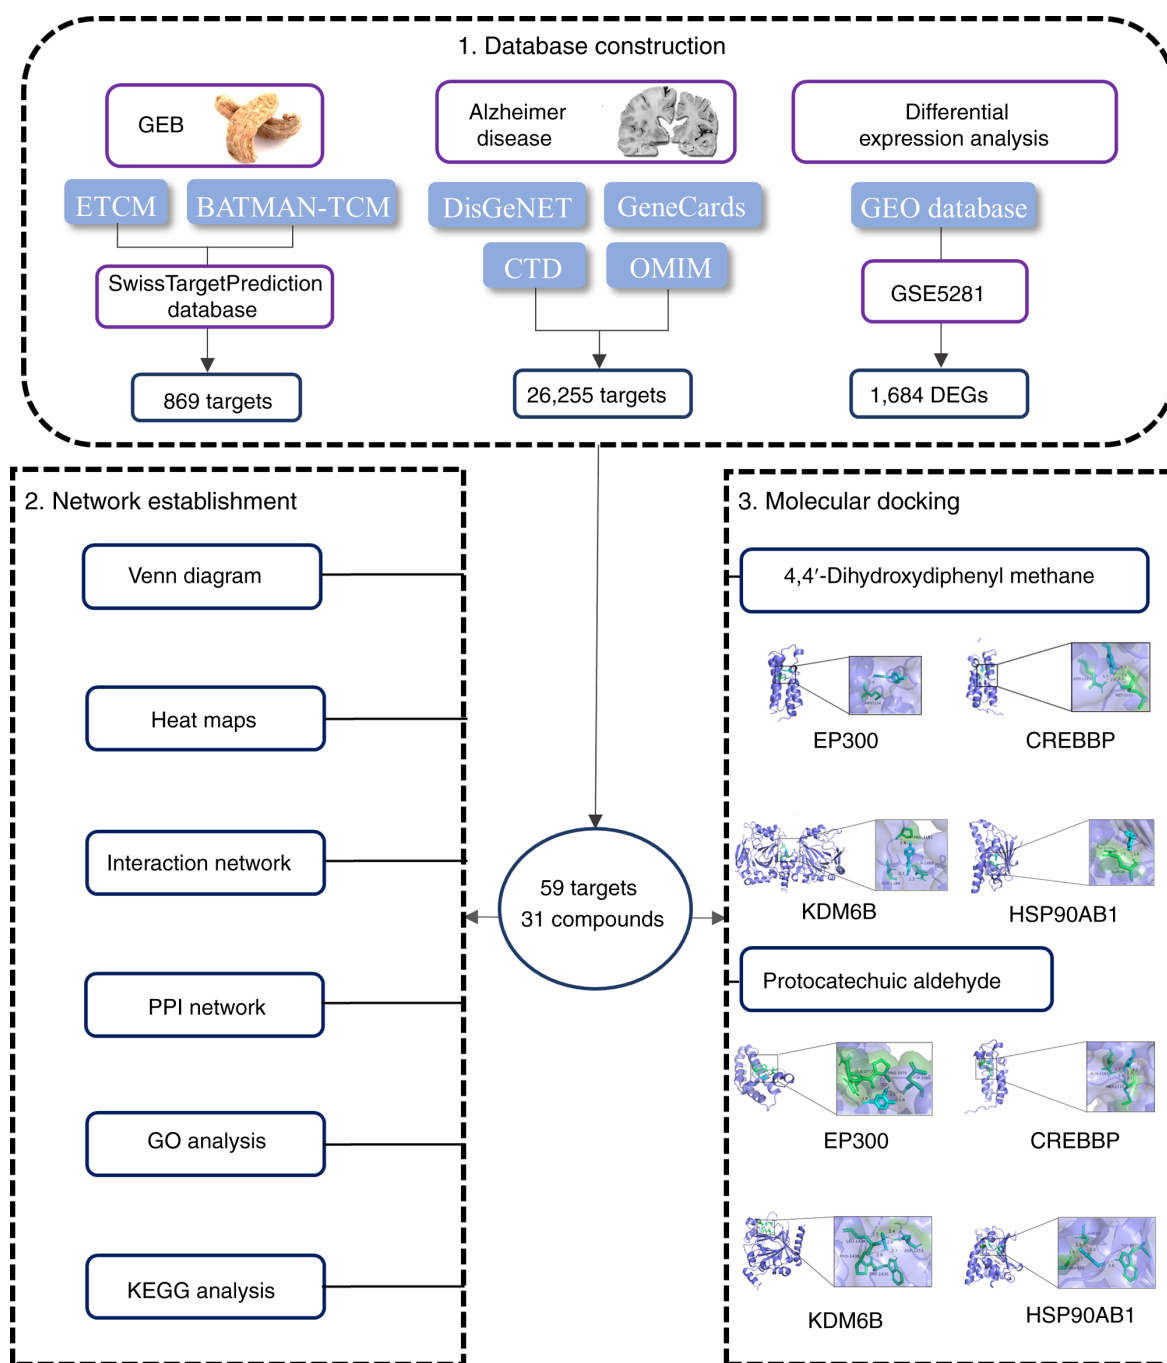 1. Database construction
GEB
Alzheimer
disease
Differential
expression analysis
ETCM
BATMAN-TCM
DisGeNET
GeneCards
GEO database
CTD
OMIM
SwissTargetPrediction
database
GSE5281
869 targets
26,255 targets
1,684 DEGs
2. Network establishment
Venn diagram
Heat maps
Interaction network
PPI network
GO analysis
KEGG analysis
59 targets
31 compounds
3. Molecular docking
4,4′-Dihydroxydiphenyl methane
EP300
CREBBP
KDM6B
HSP90AB1
Protocatechuic aldehyde
EP300
CREBBP
KDM6B
HSP90AB1